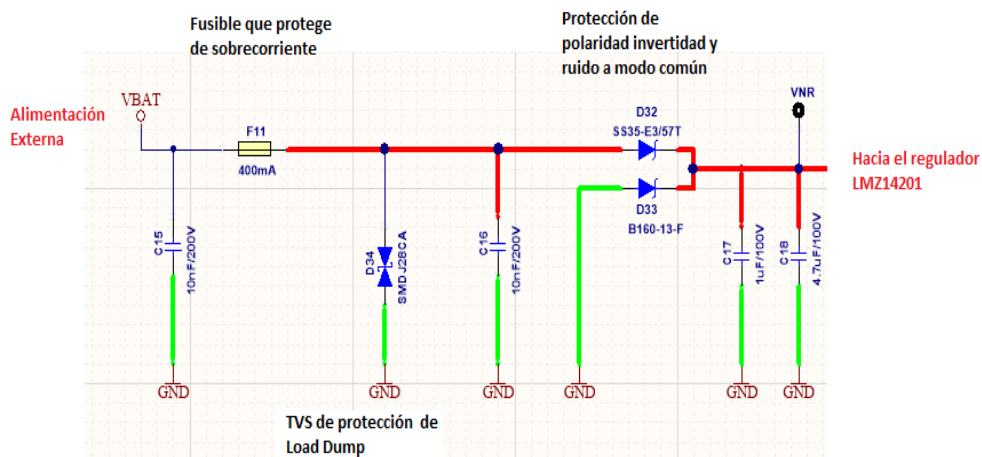 Fusible que protege
de sobrecorriente
Protección de
polaridad invertidad y
ruido a modo común
Alimentación
Externa
VBAT
F11
400mA
D32
SS35-E3/57T
VNR
Hacia el regulador
LMZ14201
D33
B160-13-F
C15
10nF/200V
D34
SMDJ28CA
C16
10nF/200V
C17
1uF/100V
C18
4.7uF/100V
GND
GND
GND
GND
GND
GND
TVS de protección de
Load Dump